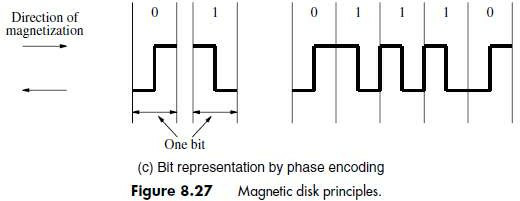 Direction of
magnetization
0 1 0 1 1 1 0
One bit
(c) Bit representation by phase encoding
Figure 8.27 Magnetic disk principles.